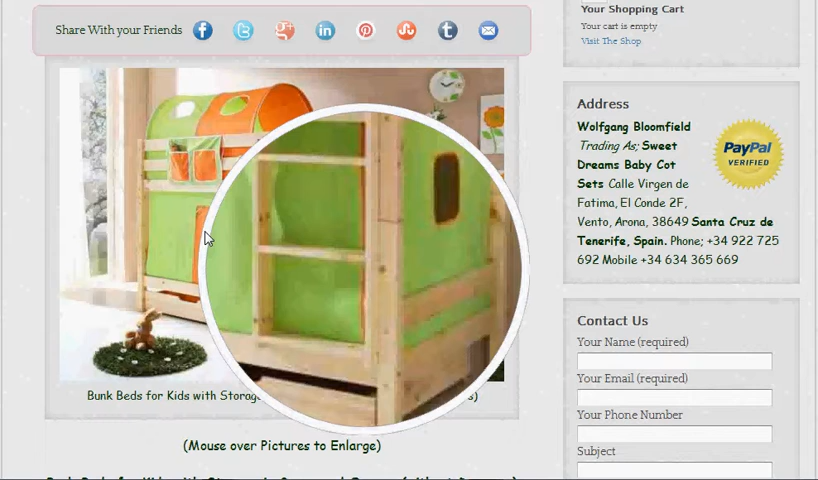 Share With your Friends
Bunk Beds for Kids with Storage
s)
(Mouse over Pictures to Enlarge)
Your Shopping Cart
Your cart is empty
Visit The Shop
Address
Wolfgang Bloomfield
Trading As; Sweet
Dreams Baby Cot
Sets Calle Virgen de
Fatima, El Conde 2F,
Vento, Arona, 38649 Santa Cruz de
Tenerife, Spain. Phone; +34 922 725
692 Mobile +34 634 365 669
PayPal
VERIFIED
Contact Us
Your Name (required)
Your Email (required)
Your Phone Number
Subject